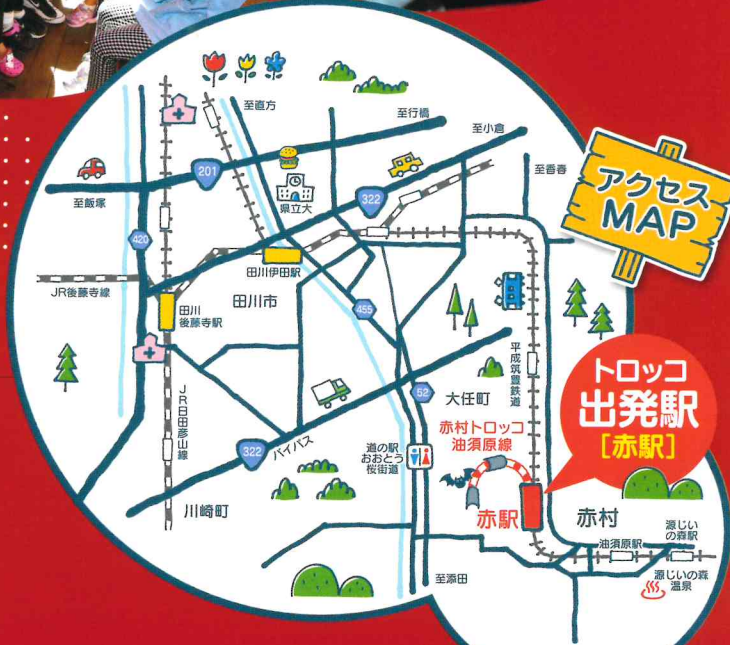 アクセス
MAP
至直方
至行橋
至小倉
至香春
201
至飯塚
県立大
322
420
田川伊田駅
JR後藤寺線
田川
後藤寺駅
田川市
455
平成筑豊鉄道
トロッコ
出発駅
[赤駅]
JR日田彦山線
52
大任町
赤村トロッコ
油須原線
322
バイパス
道の駅
おおとう
桜街道
川崎町
赤駅
赤村
油須原駅
源じい
の森駅
至添田
源じいの森
温泉